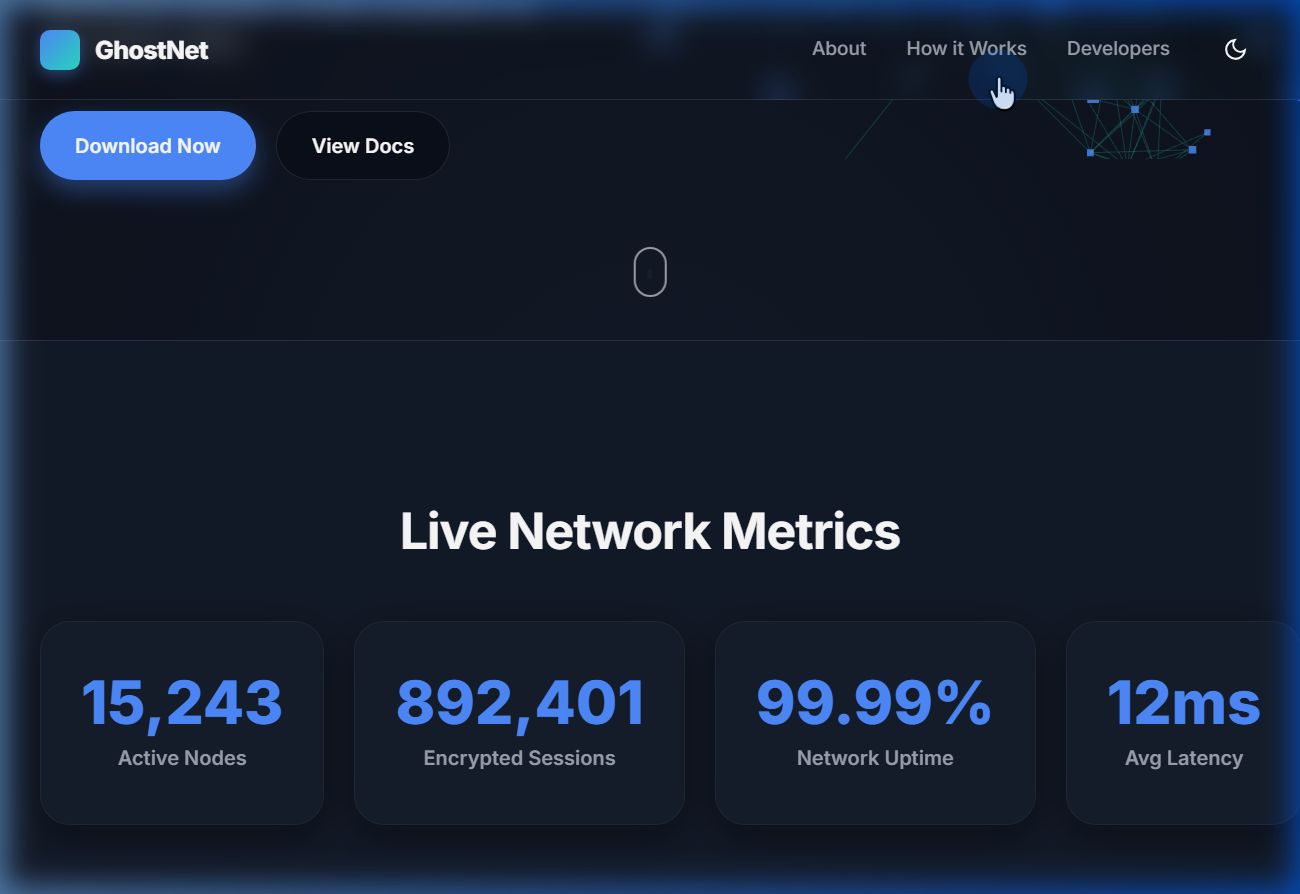 GhostNet
About
How it Works
Developers
Download Now
View Docs
Live Network Metrics
15,243
Active Nodes
892,401
Encrypted Sessions
99.99%
Network Uptime
12ms
Avg Latency